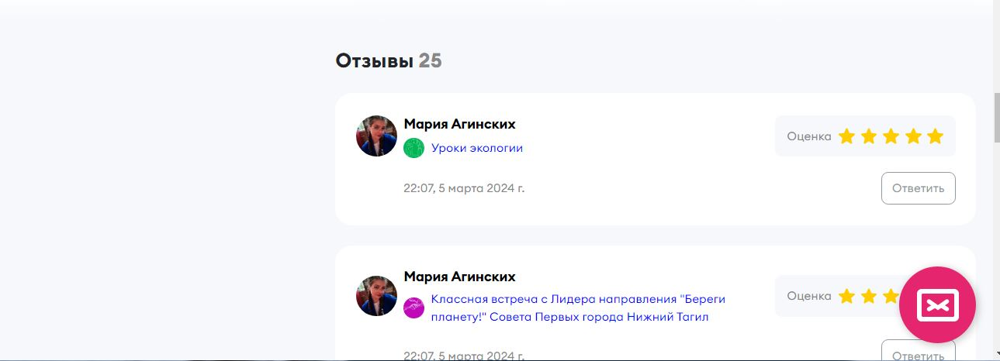 Отзывы 25
Мария Агинских
Уроки экологии
Оценка
22:07, 5 марта 2024 г.
Ответить
Мария Агинских
Классная встреча с Лидера направления "Береги
планету!" Совета Первых города Нижний Тагил
Оценка
22:07, 5 марта 2024 г.
Ответить